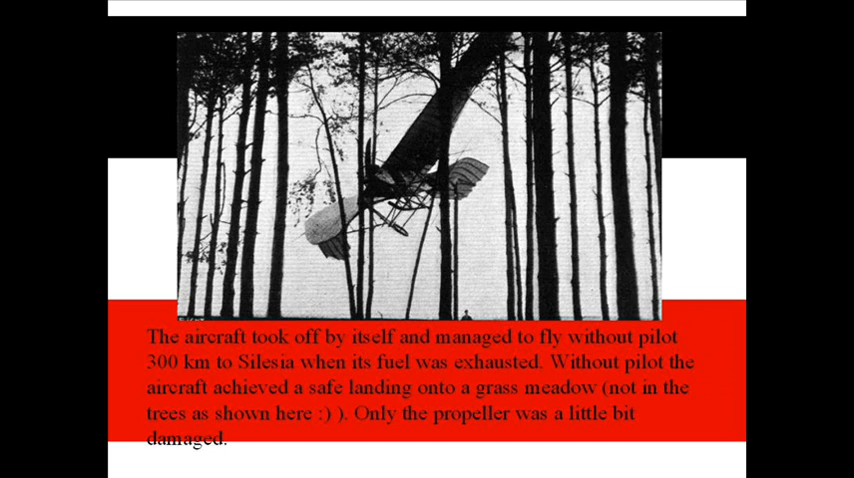 The aircraft took off by itself and managed to fly without pilot
300 km to Silesia when its fuel was exhausted. Without pilot the
aircraft achieved a safe landing onto a grass meadow (not in the
trees as shown here :) ). Only the propeller was a little bit
damaged.